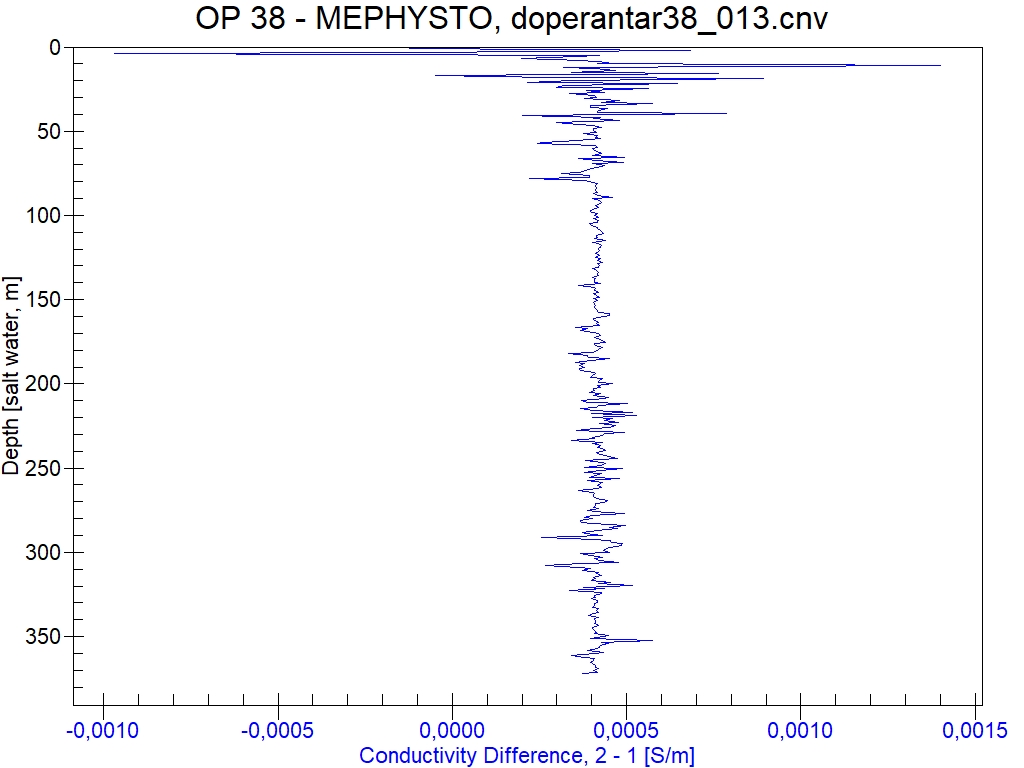 OP 38 - MEPHYSTO, doperantar38_013.cnv
0
50
100
150
200
250
300
350
Depth [salt water, m]
-0,0010 -0,0005 0,0000 0,0005 0,0010 0,0015
Conductivity Difference, 2 - 1 [S/m]